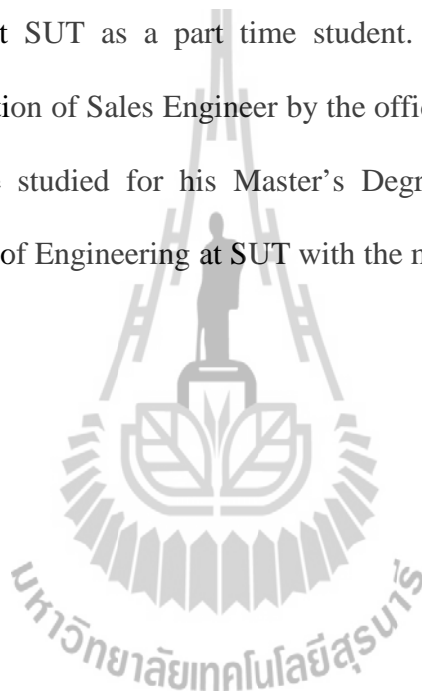 t SUT as a part time student.
tion of Sales Engineer by the offic
studied for his Master's Degr
of Engineering at SUT with the m
มหาวิทยาลัยเทคโนโลยีสุรนารี